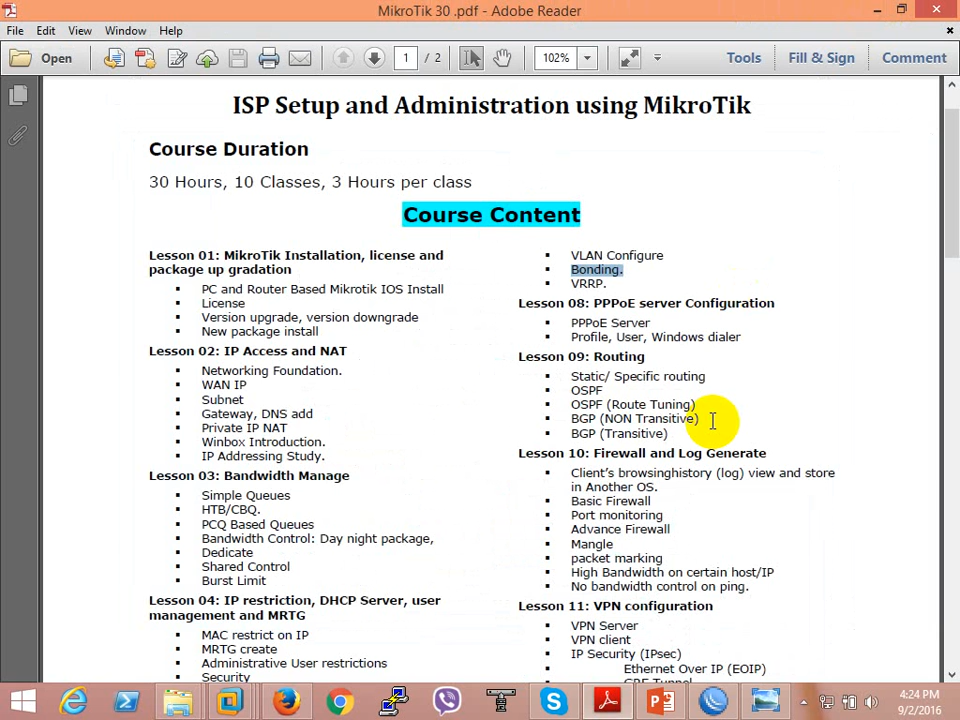 MikroTik 30 .pdf - Adobe Reader
File Edit View Window Help
Open 1 / 2 102% Tools Fill & Sign Comment
ISP Setup and Administration using MikroTik
Course Duration
30 Hours, 10 Classes, 3 Hours per class
Course Content
Lesson 01: MikroTik Installation, license and
package up gradation
PC and Router Based Mikrotik IOS Install
License
Version upgrade, version downgrade
New package install
Lesson 02: IP Access and NAT
Networking Foundation.
WAN IP
Subnet
Gateway, DNS add
Private IP NAT
Winbox Introduction.
IP Addressing Study.
Lesson 03: Bandwidth Manage
Simple Queues
HTB/CBQ.
PCQ Based Queues
Bandwidth Control: Day night package,
Dedicate
Shared Control
Burst Limit
Lesson 04: IP restriction, DHCP Server, user
management and MRTG
MAC restrict on IP
MRTG create
Administrative User restrictions
Security
VLAN Configure
Bonding.
VRRP.
Lesson 08: PPPoE server Configuration
PPPoE Server
Profile, User, Windows dialer
Lesson 09: Routing
Static/ Specific routing
OSPF
OSPF (Route Tuning)
BGP (NON Transitive)
BGP (Transitive)
Lesson 10: Firewall and Log Generate
Client's browsinghistory (log) view and store
in Another OS.
Basic Firewall
Port monitoring
Advance Firewall
Mangle
packet marking
High Bandwidth on certain host/IP
No bandwidth control on ping.
Lesson 11: VPN configuration
VPN Server
VPN client
IP Security (IPsec)
Ethernet Over IP (EOIP)
GRE Tunnel
4:24 PM
9/2/2016